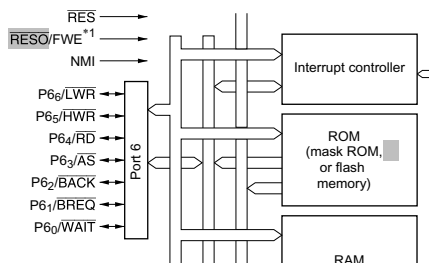 RES
RESO/FWE*1
NMI
P66/LWR
P65/HWR
P64/RD
P63/AS
P62/BACK
P61/BREQ
P60/WAIT
Port 6
Interrupt controller
ROM
(mask ROM,
or flash
memory)
RAM